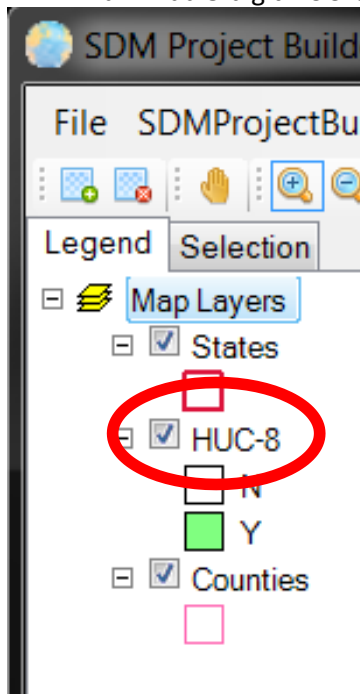 SDM Project Build
File SDMProjectBu
Legend Selection
Map Layers
States
HUC-8
N
Y
Counties